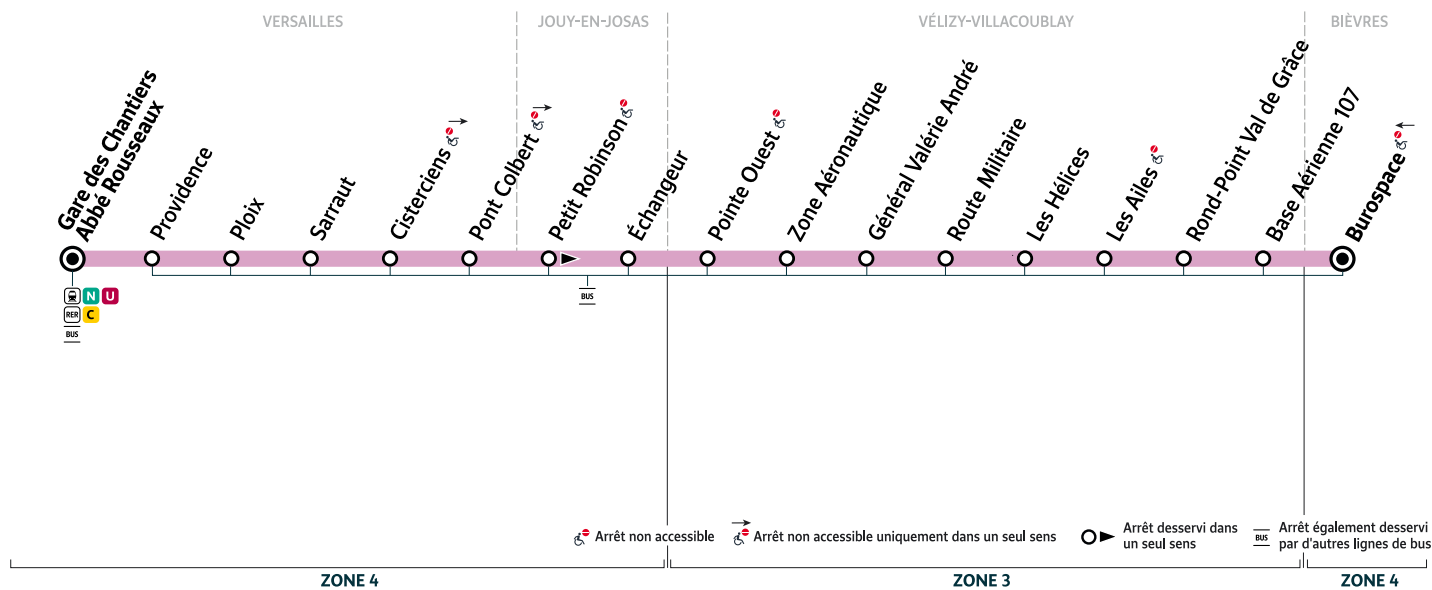 VERSAILLES
JOUY-EN-JOSAS
VÉLIZY-VILLACOUBLAY
BIÈVRES
Gare des Chantiers
Abbé Rousseaux
Providence
Ploix
Sarraut
Cisterciens
Pont Colbert
Petit Robinson
Échangeur
Pointe Ouest
Zone Aéronautique
Général Valérie André
Route Militaire
Les Hélices
Les Ailes
Rond-Point Val de Grâce
Base Aérienne 107
Burospace
N U
RER C
BUS
BUS
Arrêt non accessible
Arrêt non accessible uniquement dans un seul sens
Arrêt desservi dans
un seul sens
BUS
Arrêt également desservi
par d'autres lignes de bus
ZONE 4
ZONE 3
ZONE 4